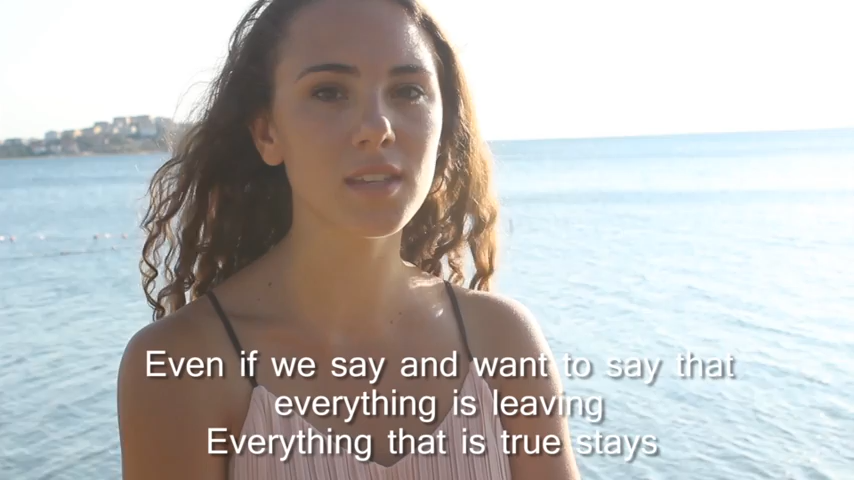 Even if we say and want to say that
everything is leaving
Everything that is true stays